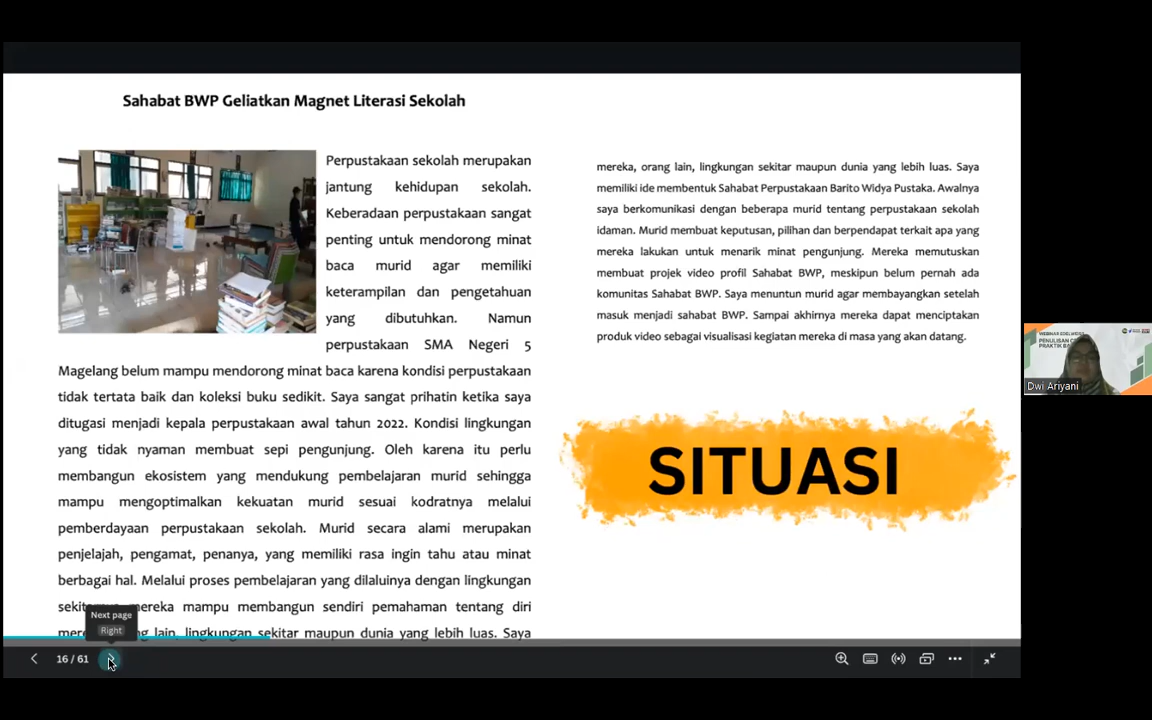 Sahabat BWP Geliatkan Magnet Literasi Sekolah
Perpustakaan sekolah merupakan
jantung kehidupan sekolah.
Keberadaan perpustakaan sangat
penting untuk mendorong minat
baca murid agar memiliki
keterampilan dan pengetahuan
yang dibutuhkan. Namun
perpustakaan SMA Negeri 5
Magelang belum mampu mendorong minat baca karena kondisi perpustakaan
tidak tertata baik dan koleksi buku sedikit. Saya sangat prihatin ketika saya
ditugasi menjadi kepala perpustakaan awal tahun 2022. Kondisi lingkungan
yang tidak nyaman membuat sepi pengunjung. Oleh karena itu perlu
membangun ekosistem yang mendukung pembelajaran murid sehingga
mampu mengoptimalkan kekuatan murid sesuai kodratnya melalui
pemberdayaan perpustakaan sekolah. Murid secara alami merupakan
penjelajah, pengamat, penanya, yang memiliki rasa ingin tahu atau minat
berbagai hal. Melalui proses pembelajaran yang dilaluinya dengan lingkungan
mereka mampu membangun sendiri pemahaman tentang diri
lain, lingkungan sekitar maupun dunia yang lebih luas. Saya
mereka, orang lain, lingkungan sekitar maupun dunia yang lebih luas. Saya
memiliki ide membentuk Sahabat Perpustakaan Barito Widya Pustaka. Awalnya
saya berkomunikasi dengan beberapa murid tentang perpustakaan sekolah
idaman. Murid membuat keputusan, pilihan dan berpendapat terkait apa yang
mereka lakukan untuk menarik minat pengunjung. Mereka memutuskan
membuat projek video profil Sahabat BWP, meskipun belum pernah ada
komunitas Sahabat BWP. Saya menuntun murid agar membayangkan setelah
masuk menjadi sahabat BWP. Sampai akhirnya mereka dapat menciptakan
produk video sebagai visualisasi kegiatan mereka di masa yang akan datang.
SITUASI
Next page
Right
16 / 61
WEBINAR EDELWEISS
PENULISAN
PRAKTIK
Dwi Ariyani